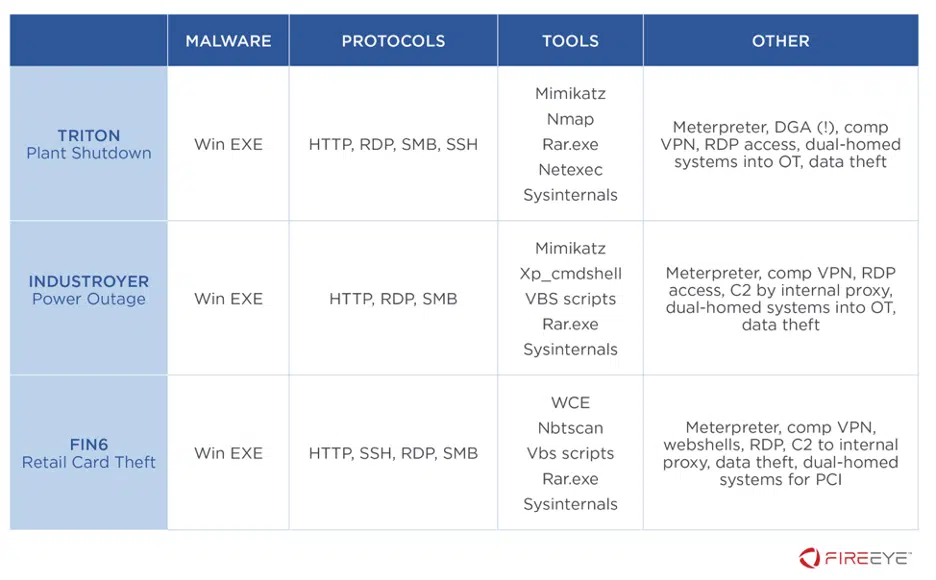 MALWARE PROTOCOLS TOOLS OTHER
TRITON
Plant Shutdown
Win EXE
HTTP, RDP, SMB, SSH
Mimikatz
Nmap
Rar.exe
Netexec
Sysinternals
Meterpreter, DGA (!), comp
VPN, RDP access, dual-homed
systems into OT, data theft
INDUSTROYER
Power Outage
Win EXE
HTTP, RDP, SMB
Mimikatz
Xp_cmdshell
VBS scripts
Rar.exe
Sysinternals
Meterpreter, comp VPN, RDP
access, C2 by internal proxy,
dual-homed systems into OT,
data theft
FIN6
Retail Card Theft
Win EXE
HTTP, SSH, RDP, SMB
WCE
Nbtscan
Vbs scripts
Rar.exe
Sysinternals
Meterpreter, comp VPN,
webshells, RDP, C2 to internal
proxy, data theft, dual-homed
systems for PCI
FIREEYE™